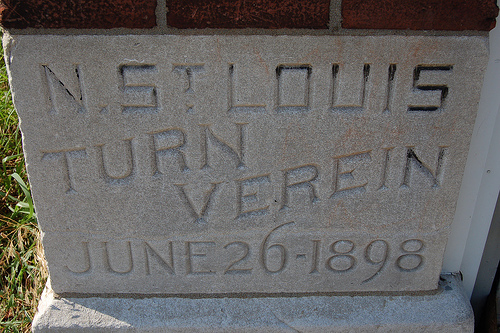 N. ST. LOUIS
TURN
VEREIN
JUNE 26-1898